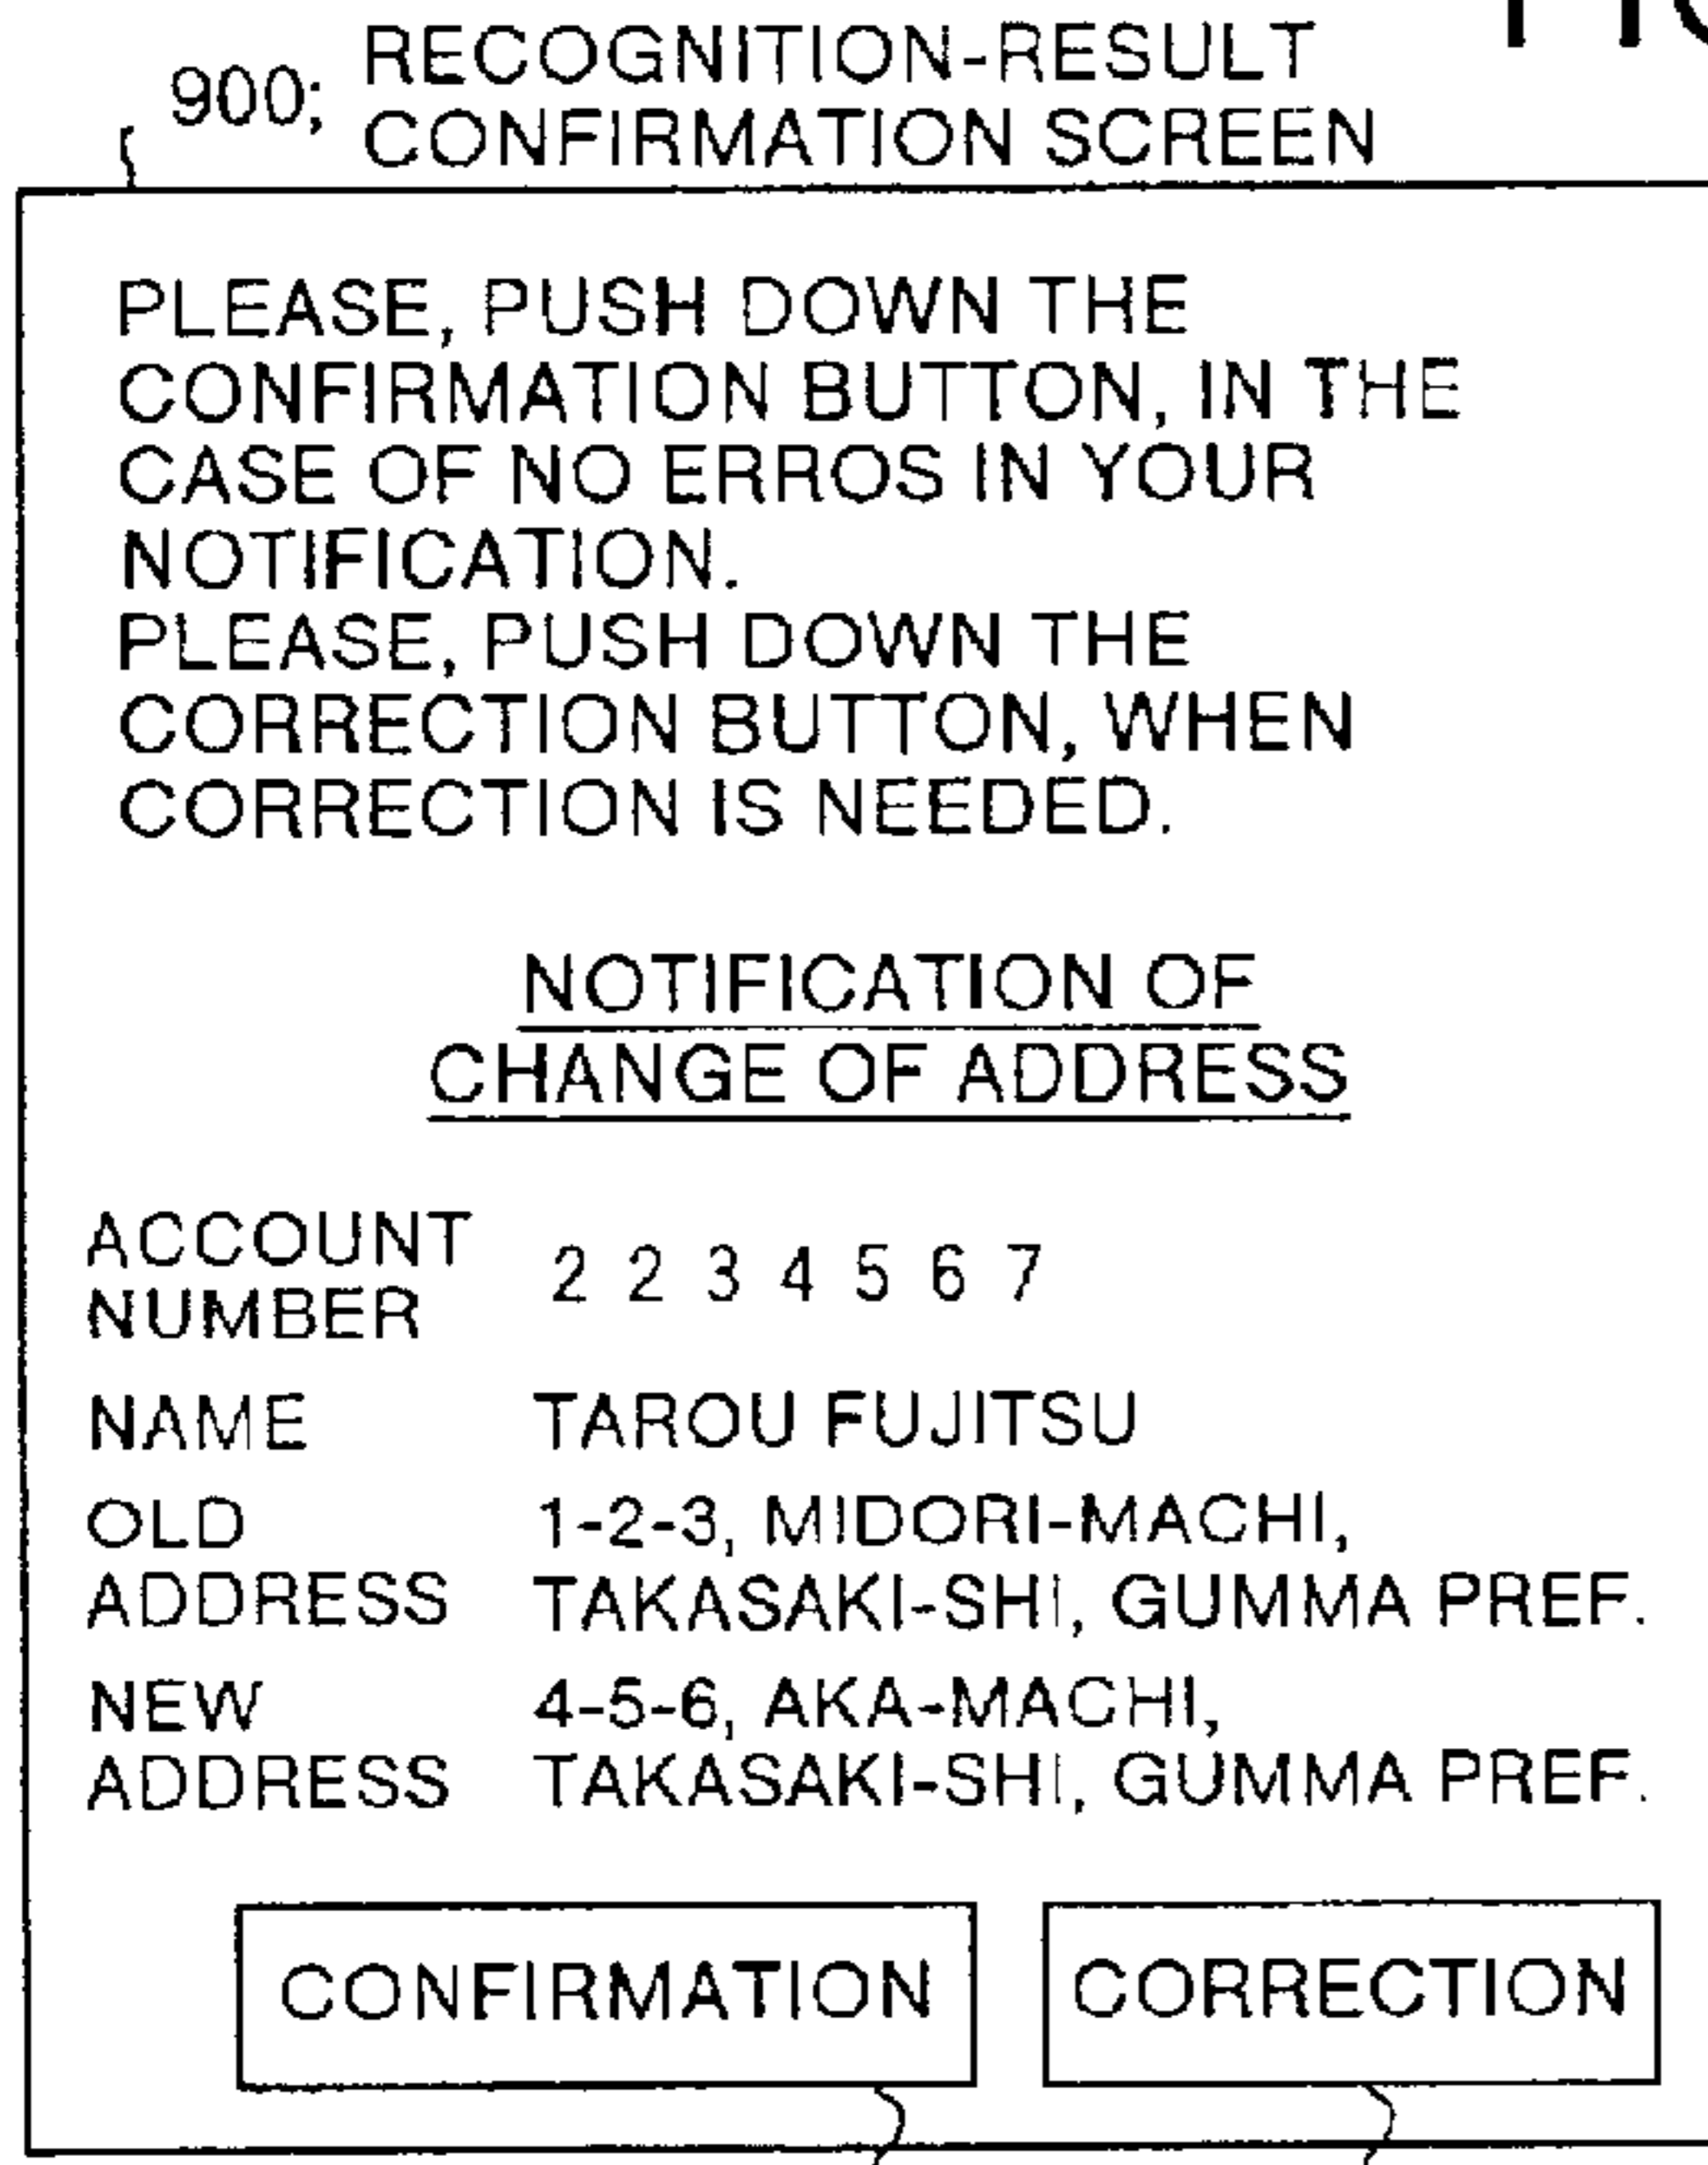 900; RECOGNITION-RESULT
CONFIRMATION SCREEN
PLEASE, PUSH DOWN THE
CONFIRMATION BUTTON, IN THE
CASE OF NO ERROS IN YOUR
NOTIFICATION.
PLEASE, PUSH DOWN THE
CORRECTION BUTTON, WHEN
CORRECTION IS NEEDED.
NOTIFICATION OF
CHANGE OF ADDRESS
ACCOUNT
NUMBER 2 2 3 4 5 6 7
NAME TAROU FUJITSU
OLD 1-2-3, MIDORI-MACHI,
ADDRESS TAKASAKI-SHI, GUMMA PREF.
NEW 4-5-6, AKA-MACHI,
ADDRESS TAKASAKI-SHI, GUMMA PREF.
CONFIRMATION CORRECTION